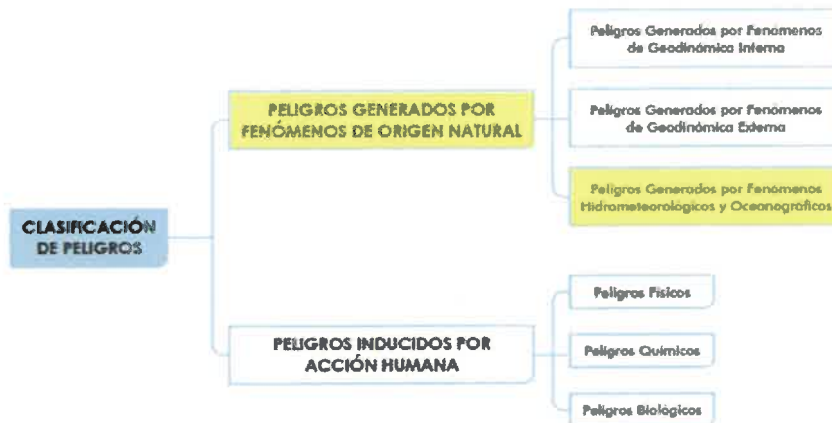 CLASIFICACIÓN
DE PELIGROS
PELIGROS GENERADOS POR
FENÓMENOS DE ORIGEN NATURAL
Peligros Generados por Fenómenos
de Geodinámica Interna
Peligros Generados por Fenómenos
de Geodinámica Externa
Peligros Generados por Fenómenos
Hidrometeorológicos y Oceanográficos
PELIGROS INDUCIDOS POR
ACCIÓN HUMANA
Peligros Físicos
Peligros Químicos
Peligros Biológicos